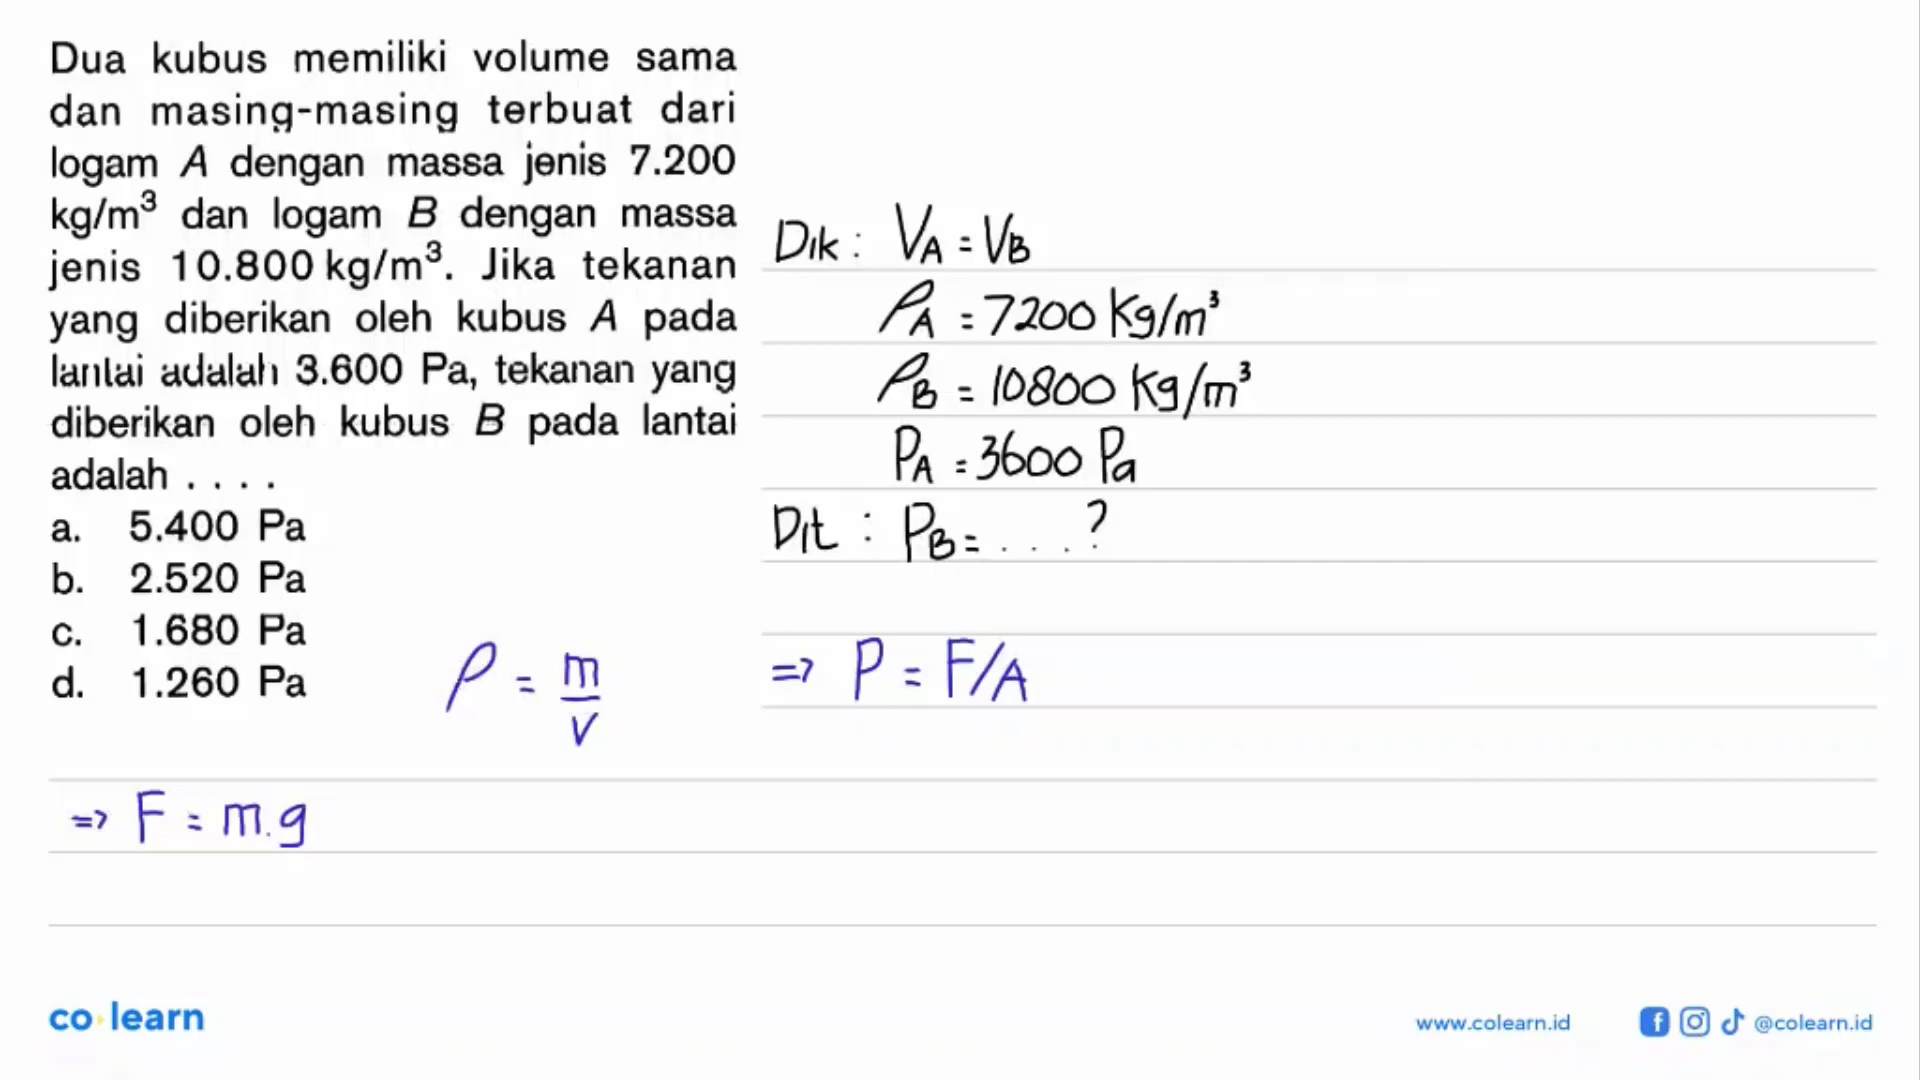 Dua kubus memiliki volume sama
dan masing-masing terbuat dari
logam A dengan massa jenis 7.200
kg/m³ dan logam B dengan massa
jenis 10.800 kg/m³. Jika tekanan
yang diberikan oleh kubus A pada
lantai adalah 3.600 Pa, tekanan yang
diberikan oleh kubus B pada lantai
adalah . . . .
a. 5.400 Pa
b. 2.520 Pa
c. 1.680 Pa
d. 1.260 Pa
Dik : V_A = V_B
ρ_A = 7200 Kg/m³
ρ_B = 10800 Kg/m³
P_A = 3600 Pa
Dit : P_B = . . . . ?
ρ = m/v
=> P = F/A
=> F = m.g
co learn
www.colearn.id
@colearn.id